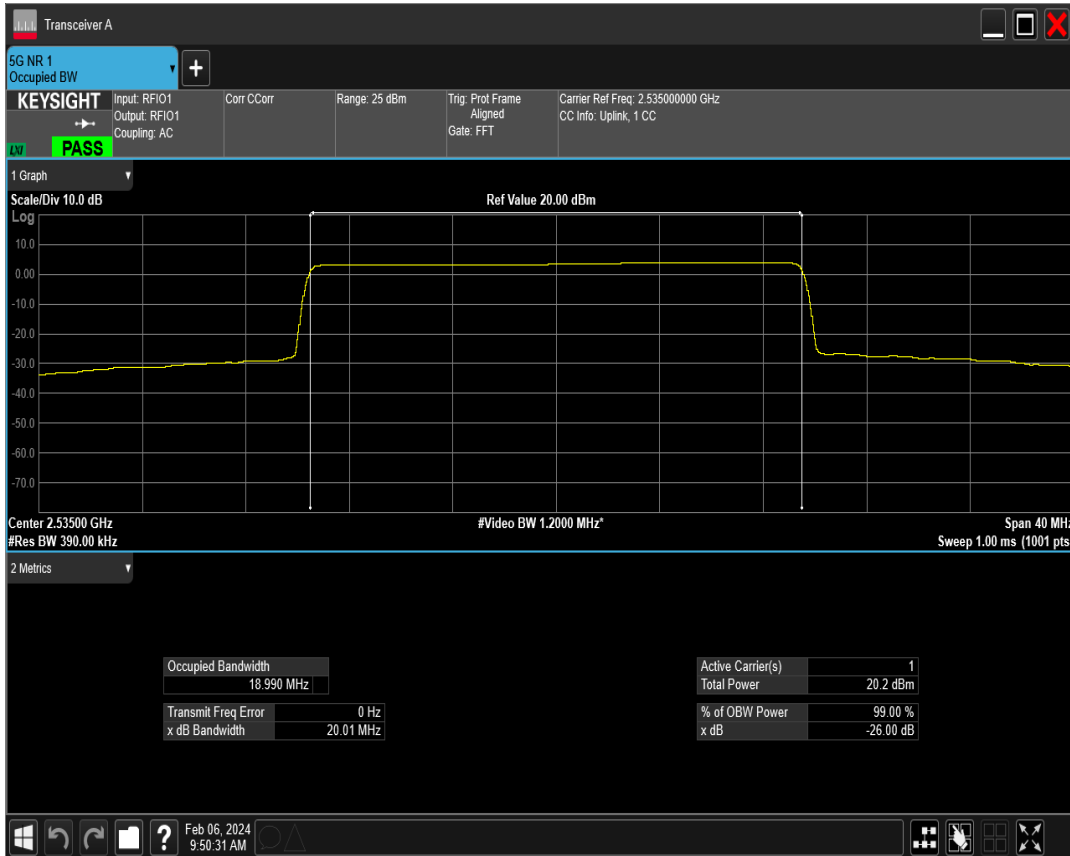 Transceiver A
5G NR 1
Occupied BW
KEYSIGHT
LXI
PASS
Input: RFIO1
Output: RFIO1
Coupling: AC
Corr CCorr
Range: 25 dBm
Trig: Prot Frame
Aligned
Gate: FFT
Carrier Ref Freq: 2.535000000 GHz
CC Info: Uplink, 1 CC
1 Graph
Scale/Div 10.0 dB
Ref Value 20.00 dBm
Log
10.0
0.00
-10.0
-20.0
-30.0
-40.0
-50.0
-60.0
-70.0
Center 2.53500 GHz
#Video BW 1.2000 MHz*
Span 40 MHz
#Res BW 390.00 kHz
Sweep 1.00 ms (1001 pts
2 Metrics
Occupied Bandwidth
18.990 MHz
Transmit Freq Error 0 Hz
x dB Bandwidth 20.01 MHz
Active Carrier(s) 1
Total Power 20.2 dBm
% of OBW Power 99.00 %
x dB -26.00 dB
Feb 06, 2024
9:50:31 AM